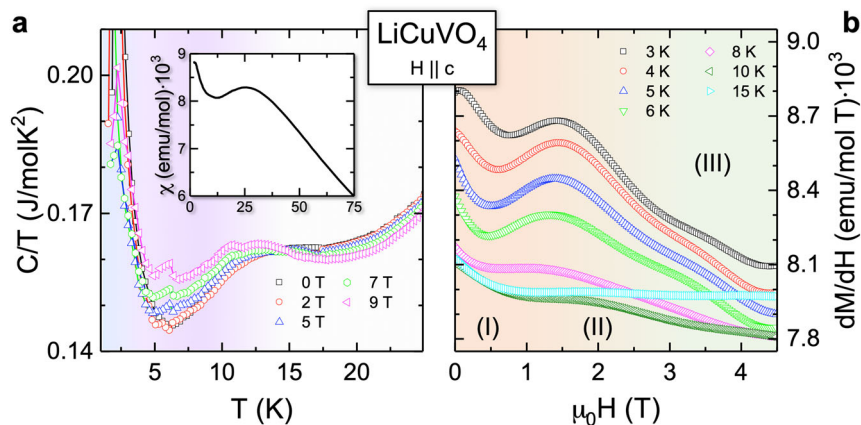 a
LiCuVO4
H || c
b
C/T (J/molK²)
0.20
0.17
0.14
5
10
15
20
T (K)
0 T
2 T
5 T
7 T
9 T
χ (emu/mol)·10³
9
8
7
6
0
25
50
75
3 K
4 K
5 K
6 K
8 K
10 K
15 K
(I)
(II)
(III)
0
1
2
3
4
μ₀H (T)
9.0
8.7
8.4
8.1
7.8
dM/dH (emu/mol T)·10³